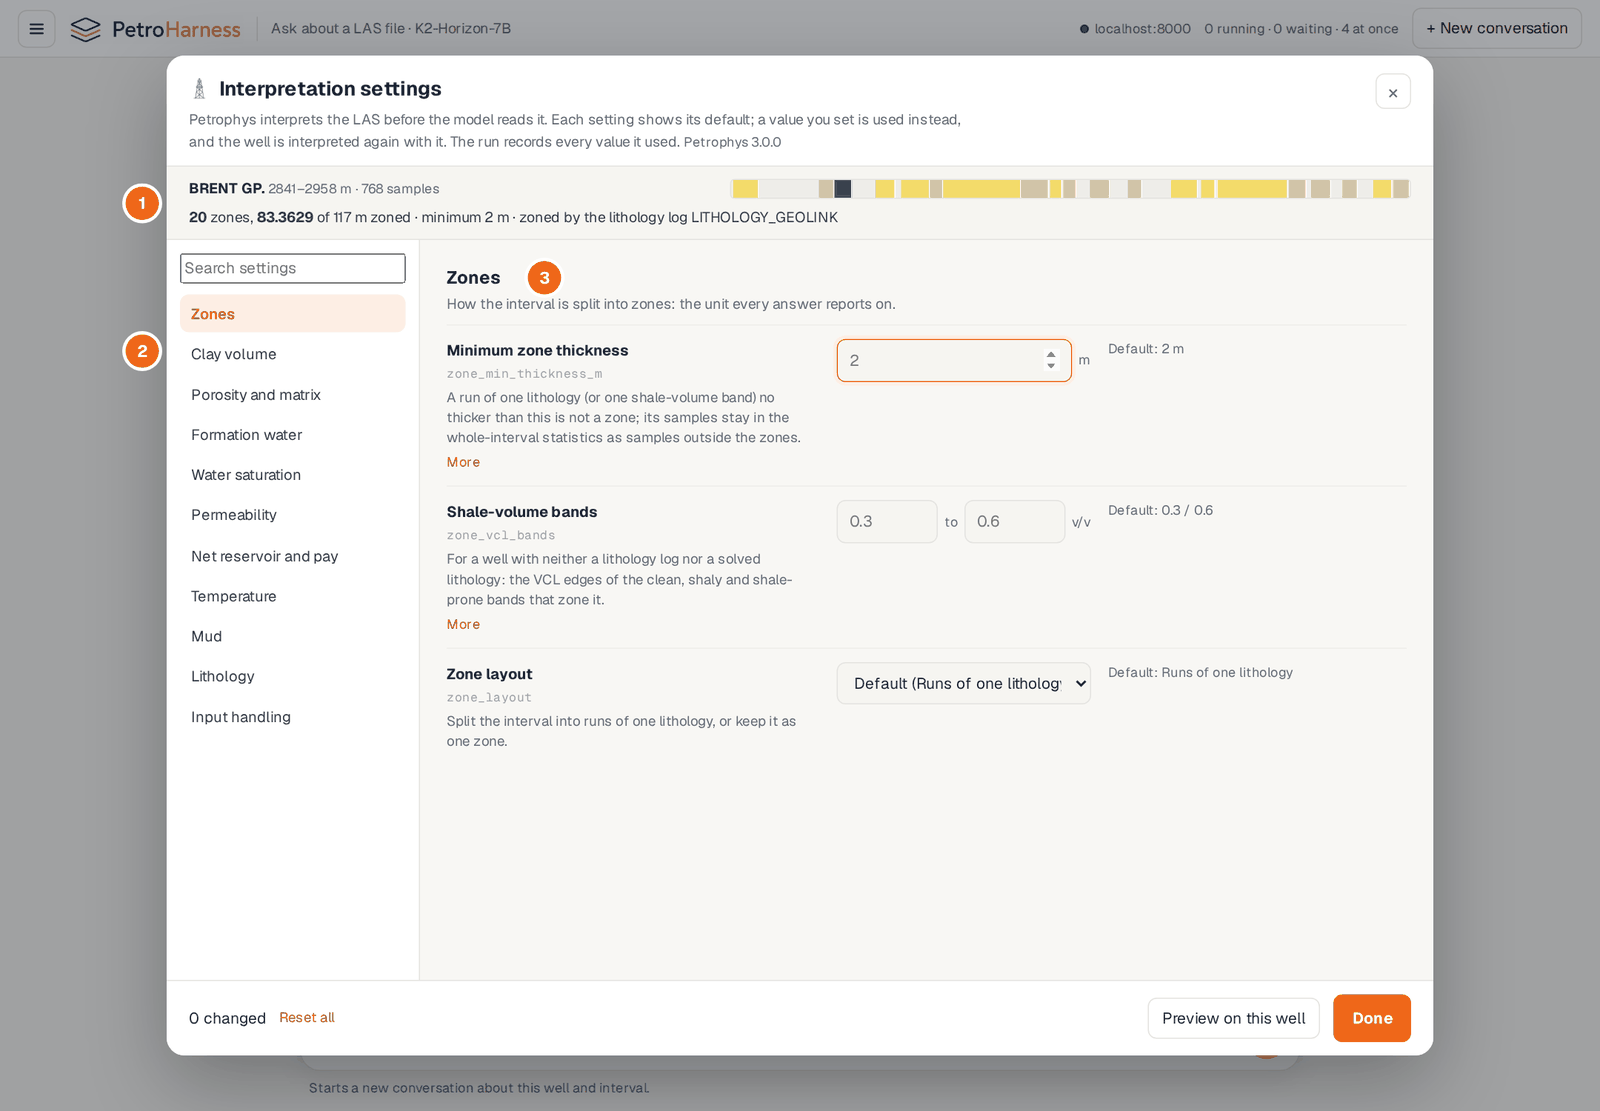 PetroHarness
Ask about a LAS file · K2-Horizon-7B
localhost:8000 0 running · 0 waiting · 4 at once
+ New conversation
Interpretation settings
×
Petrophys interprets the LAS before the model reads it. Each setting shows its default; a value you set is used instead,
and the well is interpreted again with it. The run records every value it used. Petrophys 3.0.0
1
BRENT GP. 2841–2958 m · 768 samples
20 zones, 83.3629 of 117 m zoned · minimum 2 m · zoned by the lithology log LITHOLOGY_GEOLINK
Search settings
Zones
2
Clay volume
Porosity and matrix
Formation water
Water saturation
Permeability
Net reservoir and pay
Temperature
Mud
Lithology
Input handling
Zones
3
How the interval is split into zones: the unit every answer reports on.
Minimum zone thickness
zone_min_thickness_m
A run of one lithology (or one shale-volume band) no
thicker than this is not a zone; its samples stay in the
whole-interval statistics as samples outside the zones.
More
2 m
Default: 2 m
Shale-volume bands
zone_vcl_bands
For a well with neither a lithology log nor a solved
lithology: the VCL edges of the clean, shaly and shale-
prone bands that zone it.
More
0.3 to 0.6 v/v
Default: 0.3 / 0.6
Zone layout
zone_layout
Split the interval into runs of one lithology, or keep it as
one zone.
Default (Runs of one lithology
Default: Runs of one lithology
0 changed
Reset all
Preview on this well
Done
Starts a new conversation about this well and interval.